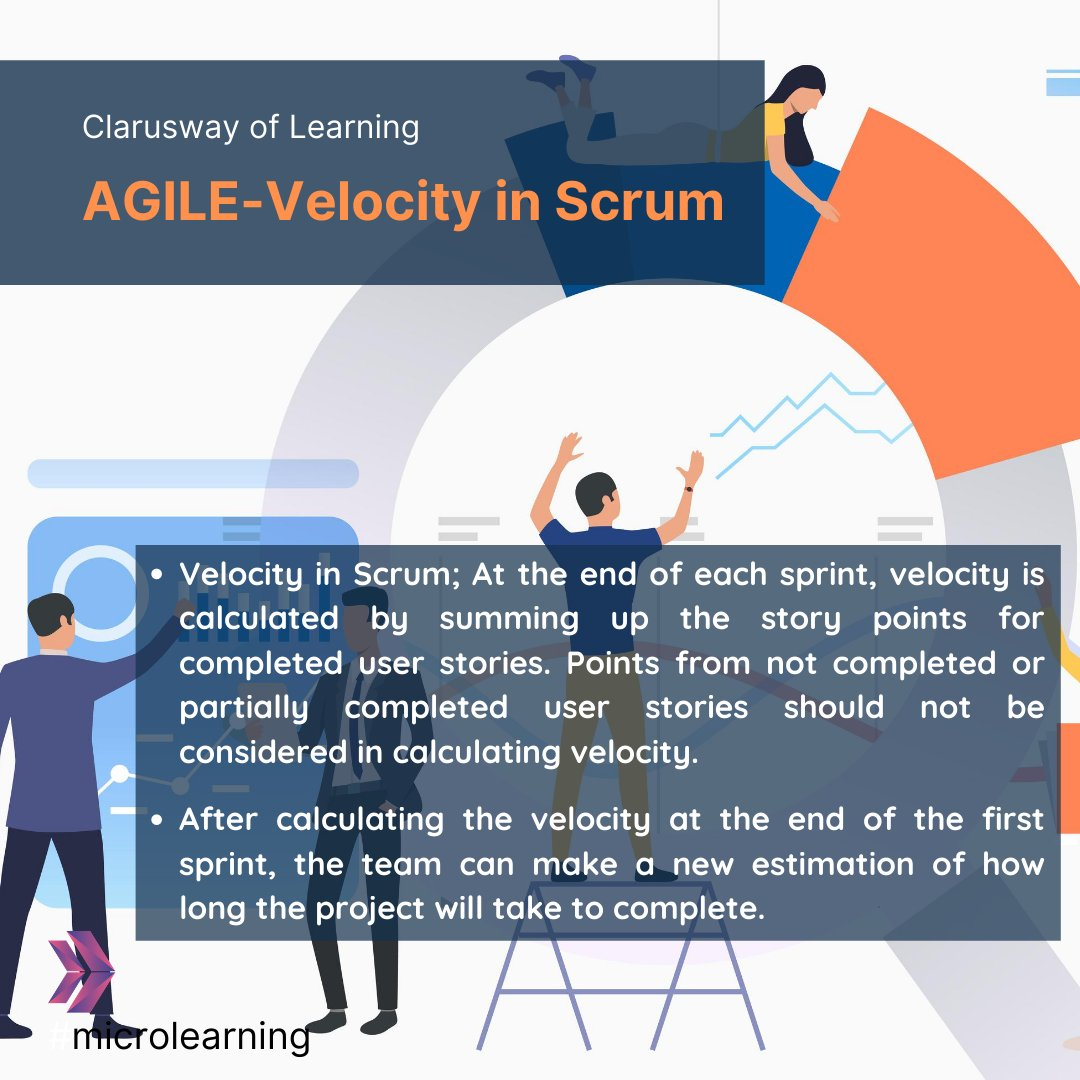 Clarusway of Learning
AGILE-Velocity in Scrum
• Velocity in Scrum; At the end of each sprint, velocity is
calculated by summing up the story points for
completed user stories. Points from not completed or
partially completed user stories should not be
considered in calculating velocity.
• After calculating the velocity at the end of the first
sprint, the team can make a new estimation of how
long the project will take to complete.
#microlearning